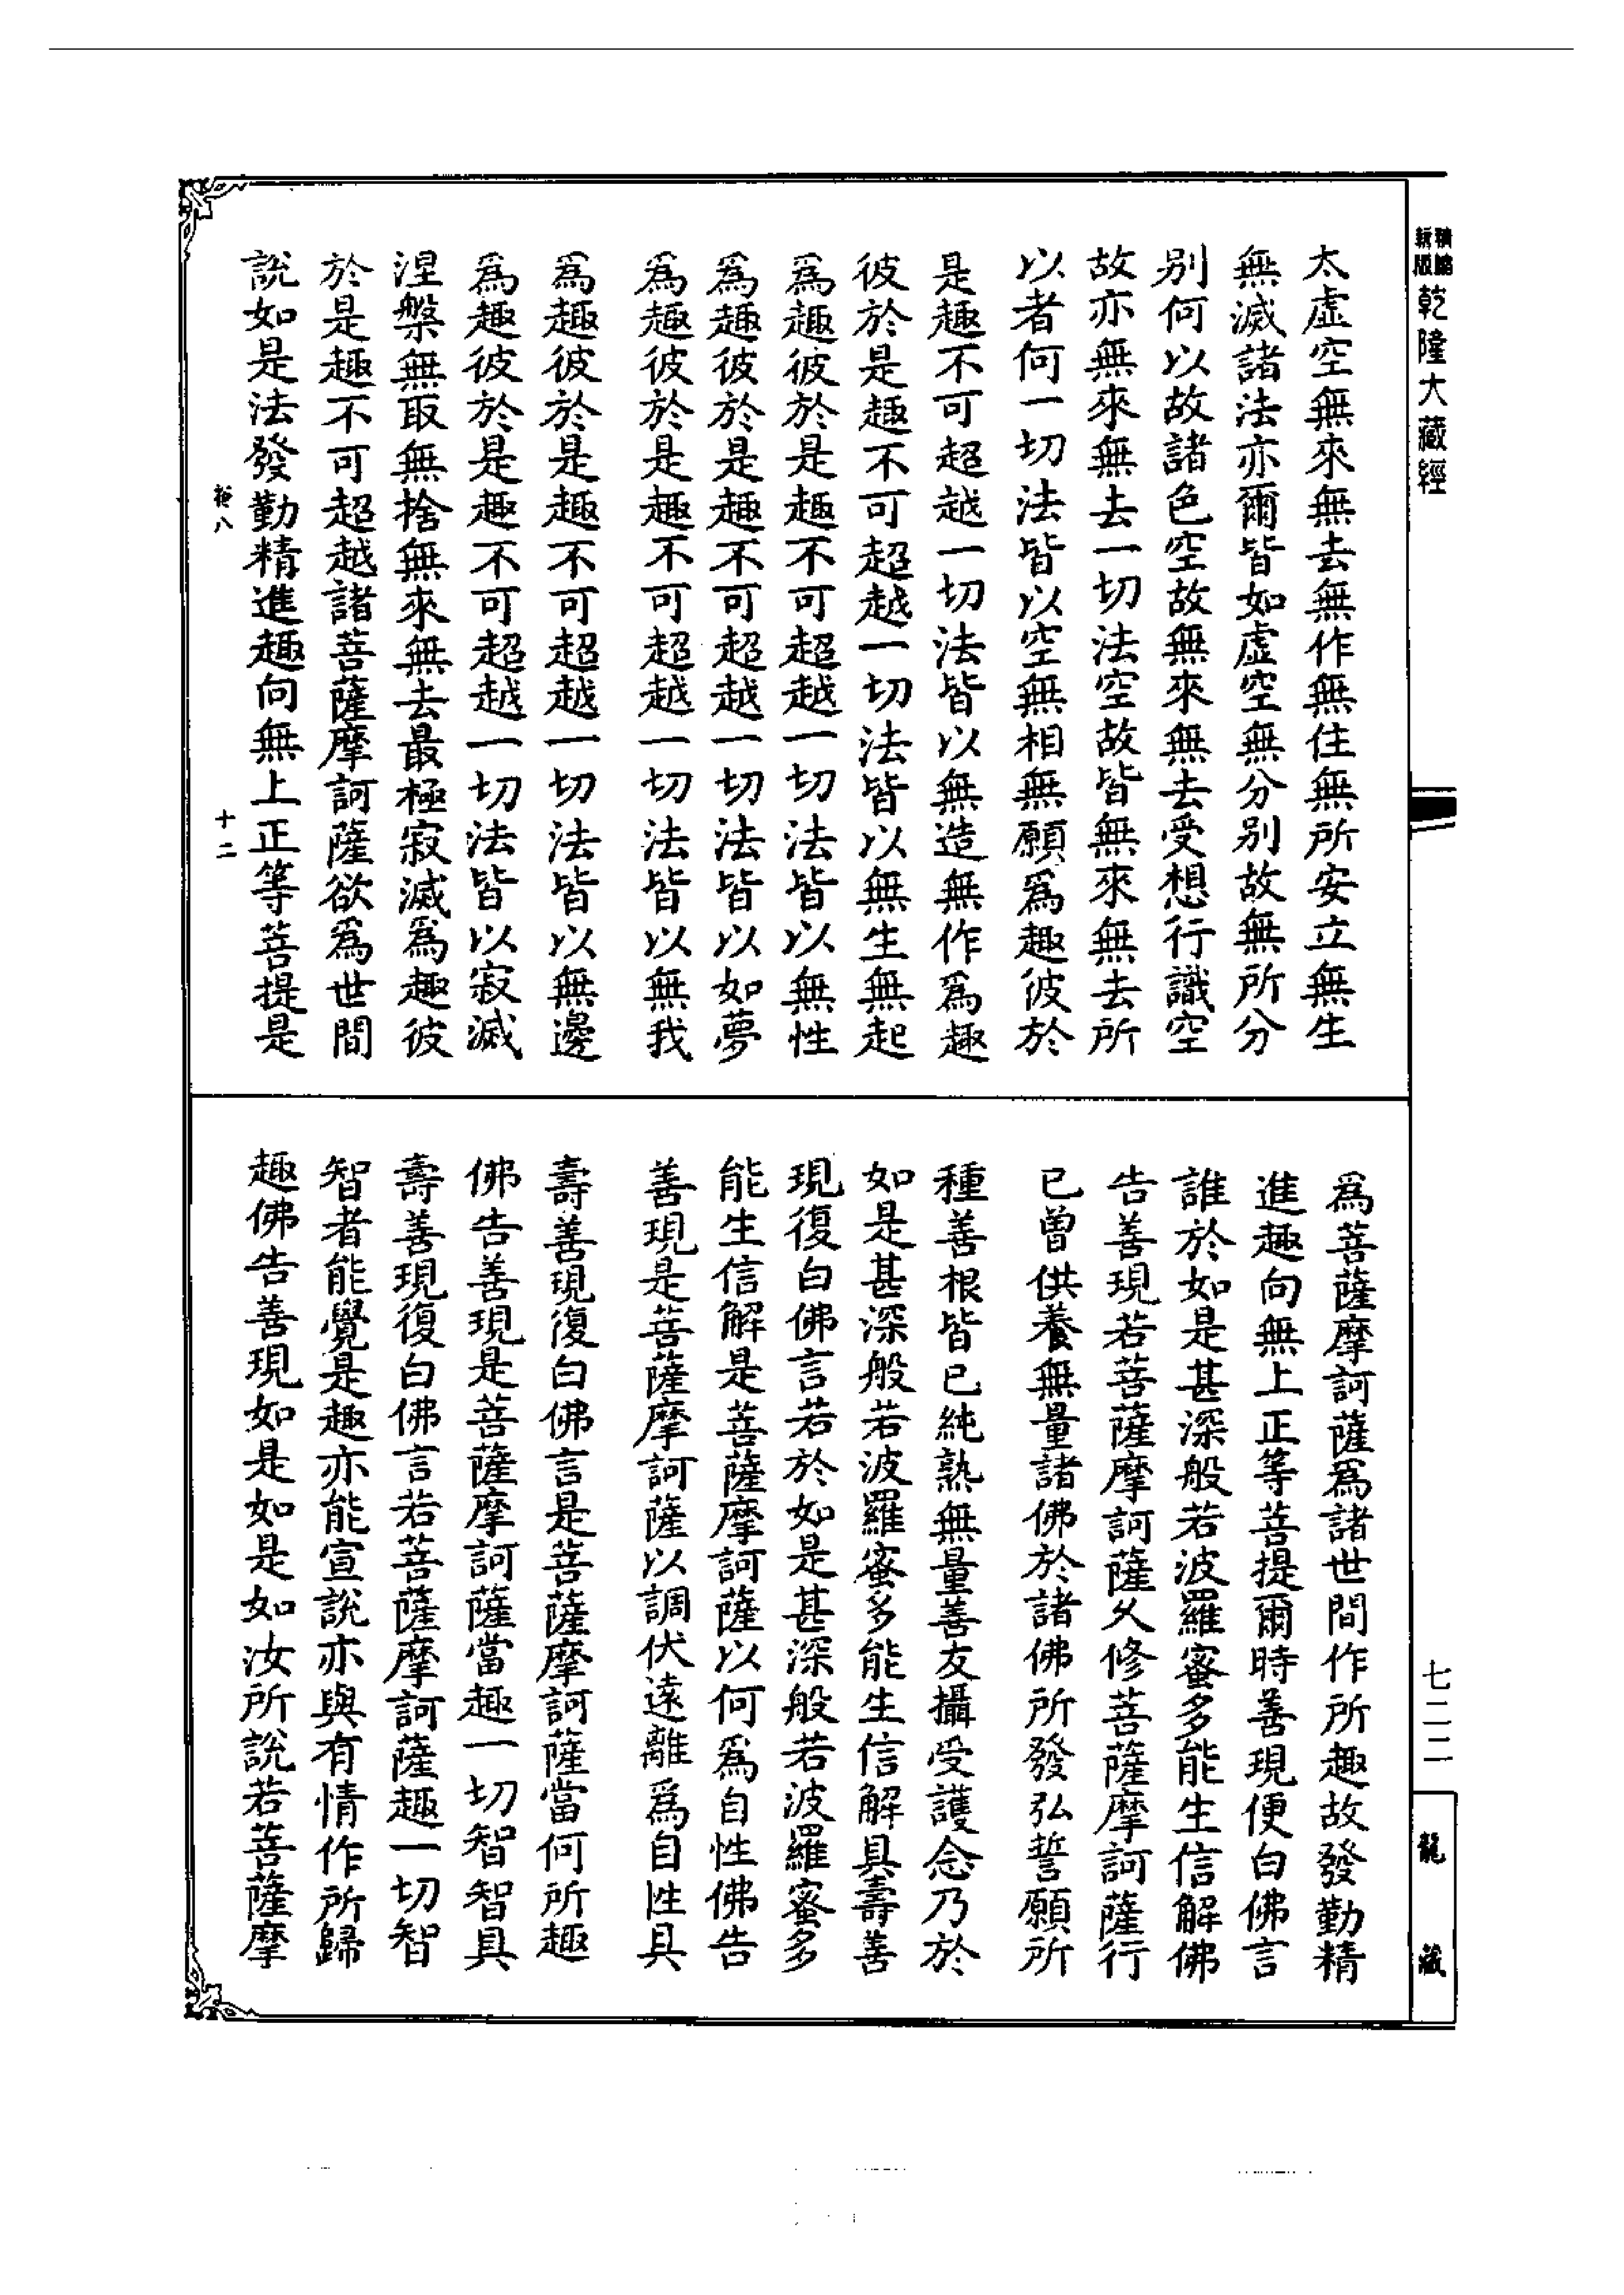 乾隆大藏經
太虛空無來無去無作無住無所安立無生
無滅諸法亦爾皆如虛空無分別故無所分
別何以故諸色空故無來無去受想行識空
故亦無來無去一切法空故皆無來無去所
以者何一切法皆以空無相無願爲趣彼於
是趣不可超越一切法皆以無造無作爲趣
彼於是趣不可超越一切法皆以無生無起
爲趣彼於是趣不可超越一切法皆以無性
爲趣彼於是趣不可超越一切法皆以如夢
爲趣彼於是趣不可超越一切法皆以無我
爲趣彼於是趣不可超越一切法皆以無邊
爲趣彼於是趣不可超越一切法皆以寂滅
涅槃無取無捨無來無去最極寂滅爲趣彼
於是趣不可超越諸菩薩摩訶薩欲爲世間
說如是法發勤精進趣向無上正等菩提是
裕八 十二
爲菩薩摩訶薩爲諸世間作所趣故發勤精
進趣向無上正等菩提爾時善現便白佛言
誰於如是甚深般若波羅蜜多能生信解佛
告善現若菩薩摩訶薩久修菩薩摩訶薩行
已曾供養無量諸佛於諸佛所發弘誓願所
種善根皆已純熟無量善友攝受護念乃於
如是甚深般若波羅蜜多能生信解具壽善
現復白佛言若於如是甚深般若波羅蜜多
能生信解是菩薩摩訶薩以何爲自性佛告
善現是菩薩摩訶薩以調伏遠離爲自性具
壽善現復白佛言是菩薩摩訶薩當何所趣
佛告善現是菩薩摩訶薩當趣一切智智具
壽善現復白佛言若菩薩摩訶薩趣一切智
智者能覺是趣亦能宣說亦與有情作所歸
趣佛告善現如是如是如汝所說若菩薩摩
七二二
龍藏